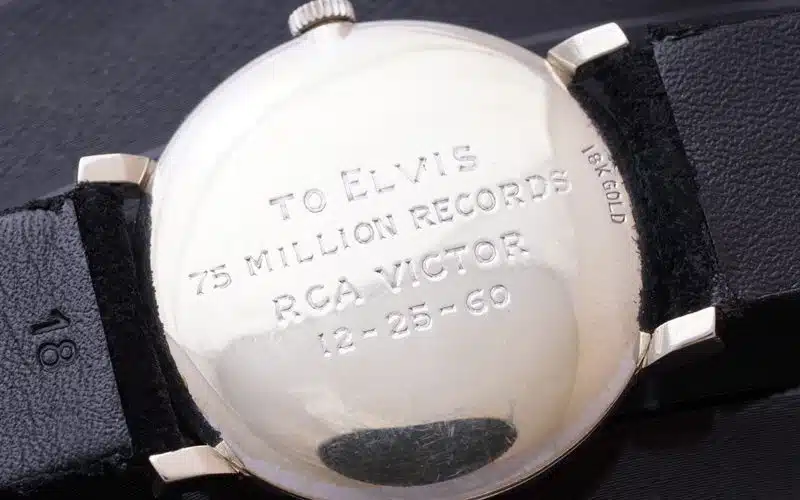 TO ELVIS
75 MILLION RECORDS
RCA VICTOR
12-25-60
18K GOLD
18